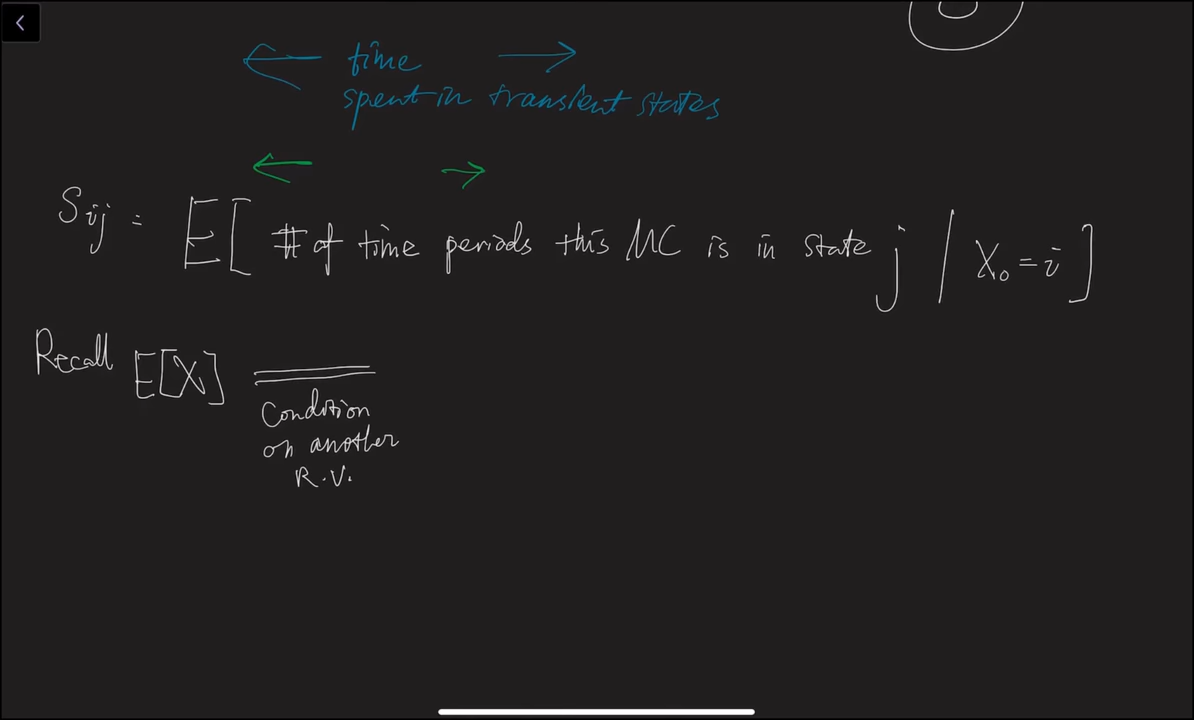 time
spent in transient states
Sij = E[ # of time periods this MC is in state j | X₀ = i ]
Recall E[X] =
Condition
on another
R.V.